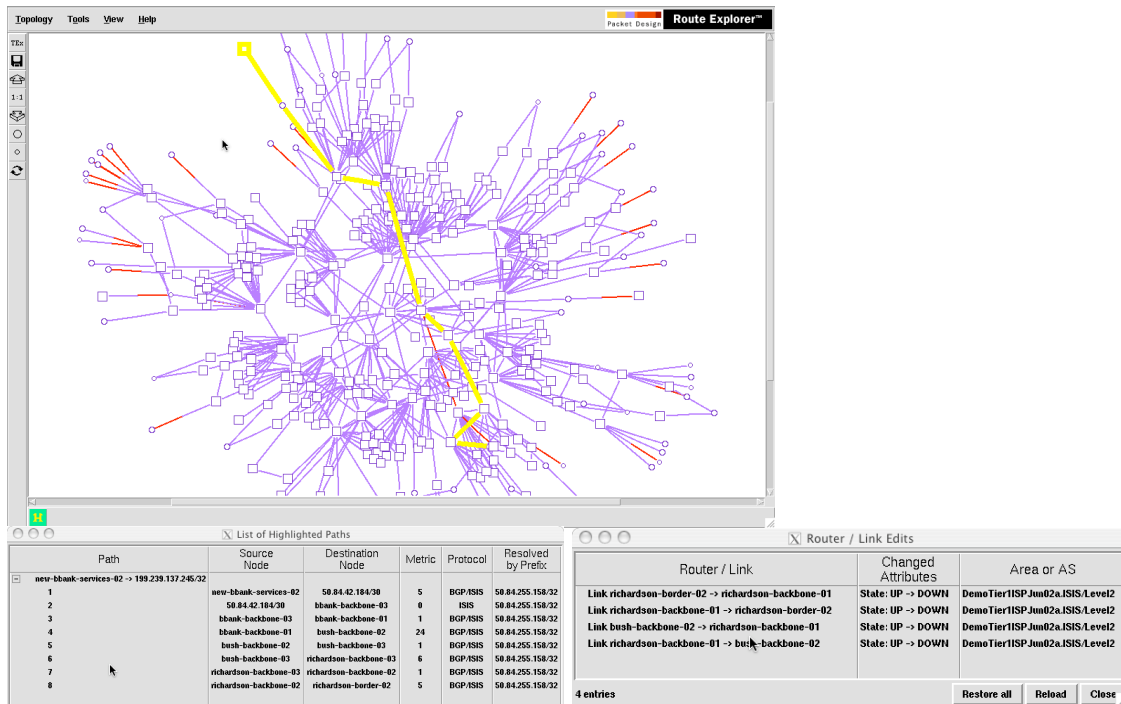 Topology Tools View Help
Packet Design
Route Explorer™
TEx
1:1
H
List of Highlighted Paths
Path Source Node Destination Node Metric Protocol Resolved by Prefix
new-bbank-services-02 -> 199.239.137.245/32
1 new-bbank-services-02 50.84.42.184/30 5 BGP/ISIS 50.84.255.158/32
2 50.84.42.184/30 bbank-backbone-03 0 ISIS 50.84.255.158/32
3 bbank-backbone-03 bbank-backbone-01 1 BGP/ISIS 50.84.255.158/32
4 bbank-backbone-01 bush-backbone-02 24 BGP/ISIS 50.84.255.158/32
5 bush-backbone-02 bush-backbone-03 1 BGP/ISIS 50.84.255.158/32
6 bush-backbone-03 richardson-backbone-03 6 BGP/ISIS 50.84.255.158/32
7 richardson-backbone-03 richardson-backbone-02 1 BGP/ISIS 50.84.255.158/32
8 richardson-backbone-02 richardson-border-02 5 BGP/ISIS 50.84.255.158/32
Router / Link Edits
Router / Link Changed Attributes Area or AS
Link richardson-border-02 -> richardson-backbone-01 State: UP -> DOWN DemoTier1ISPJun02a.ISIS/Level2
Link richardson-backbone-01 -> richardson-border-02 State: UP -> DOWN DemoTier1ISPJun02a.ISIS/Level2
Link bush-backbone-02 -> richardson-backbone-01 State: UP -> DOWN DemoTier1ISPJun02a.ISIS/Level2
Link richardson-backbone-01 -> bush-backbone-02 State: UP -> DOWN DemoTier1ISPJun02a.ISIS/Level2
4 entries
Restore all Reload Close